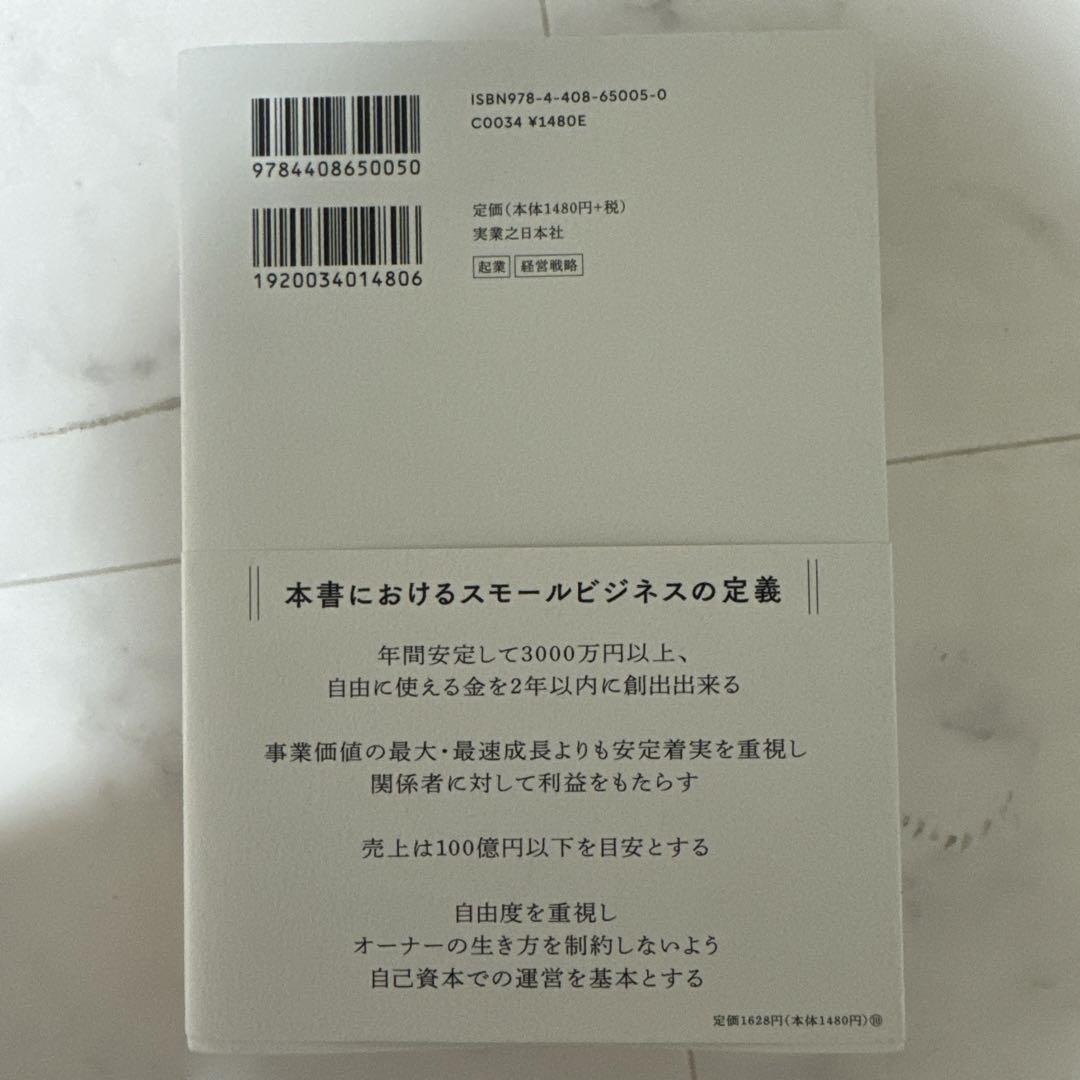 ISBN978-4-408-65005-0
C0034 ¥1480E
9784408650050
定価(本体1480円+税)
実業之日本社
起業 経営戦略
1920034014806
本書におけるスモールビジネスの定義
年間安定して3000万円以上、
自由に使える金を2年以内に創出出来る
事業価値の最大・最速成長よりも安定着実を重視し
関係者に対して利益をもたらす
売上は100億円以下を目安とする
自由度を重視し
オーナーの生き方を制約しないよう
自己資本での運営を基本とする
定価1628円(本体1480円)⑩